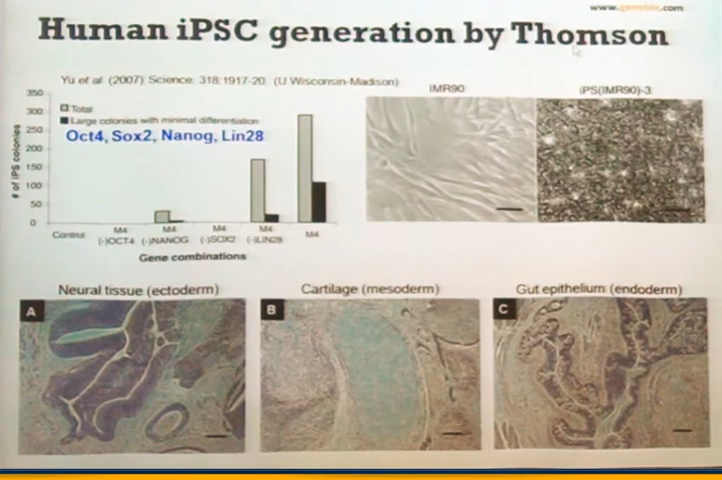 www.genetex.com
Human iPSC generation by Thomson
Yu et al. (2007) Science: 318:1917-20. (U Wisconsin-Madison)
IMR90
iPS(IMR90)-3
350
300
250
200
150
100
50
0
# of iPS colonies
Total
Large colonies with minimal differentiation
Oct4, Sox2, Nanog, Lin28
Control
M4 (-)OCT4
M4 (-)NANOG
M4 (-)SOX2
M4 (-)LIN28
M4
Gene combinations
Neural tissue (ectoderm)
Cartilage (mesoderm)
Gut epithelium (endoderm)
A
B
C